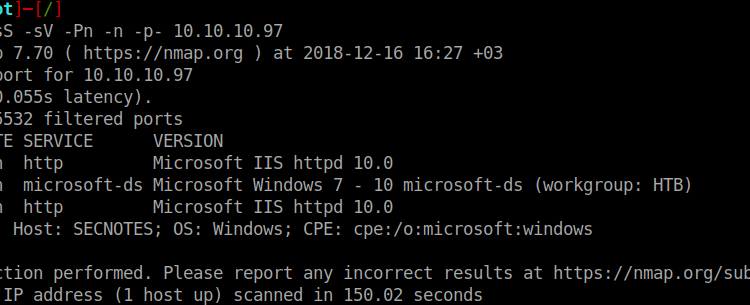 ot]─[/]
sS -sV -Pn -n -p- 10.10.10.97
p 7.70 ( https://nmap.org ) at 2018-12-16 16:27 +03
port for 10.10.10.97
0.055s latency).
5532 filtered ports
TE SERVICE VERSION
n http Microsoft IIS httpd 10.0
n microsoft-ds Microsoft Windows 7 - 10 microsoft-ds (workgroup: HTB)
n http Microsoft IIS httpd 10.0
Host: SECNOTES; OS: Windows; CPE: cpe:/o:microsoft:windows
ction performed. Please report any incorrect results at https://nmap.org/sub
IP address (1 host up) scanned in 150.02 seconds